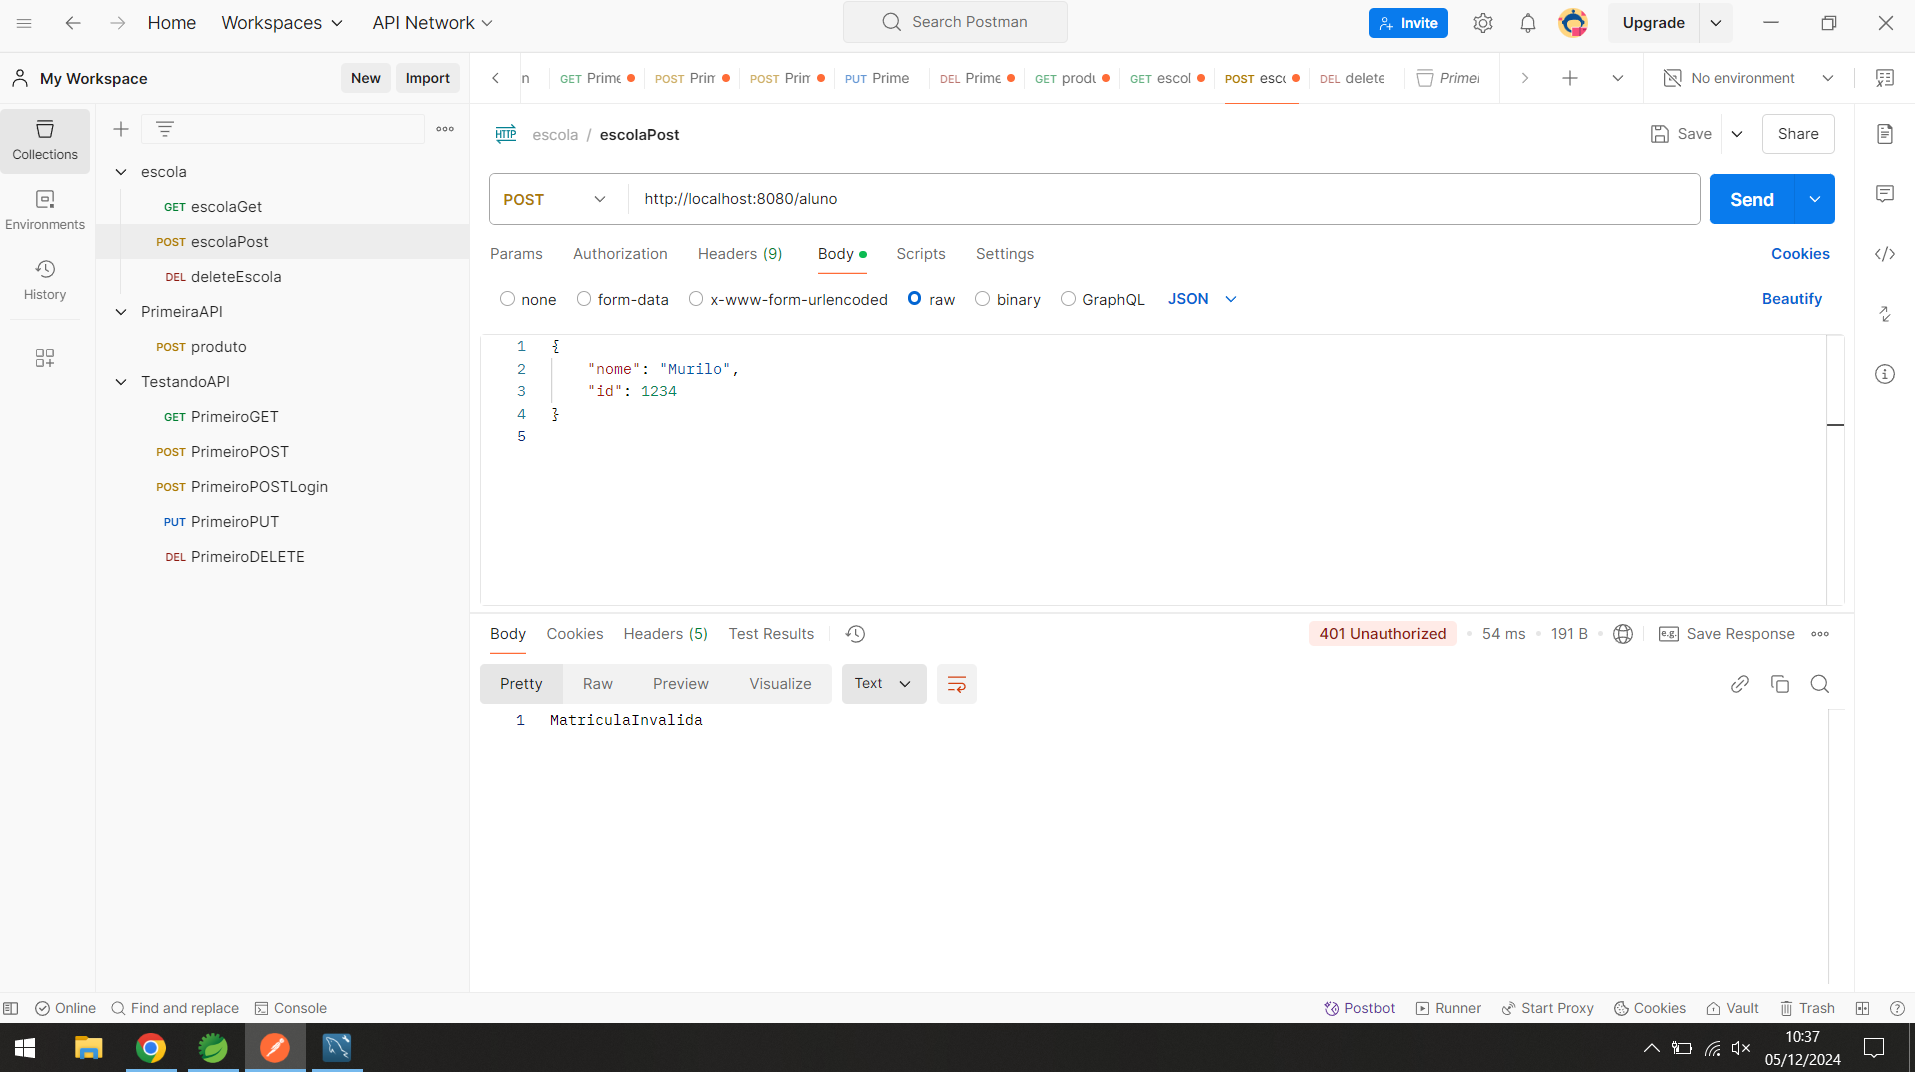 Home Workspaces API Network Search Postman Invite Upgrade
My Workspace New Import
n GET Prime POST Prin POST Prin PUT Prime DEL Prime GET produ GET escol POST esc DEL delete Primei No environment
Collections
Environments
History
escola
GET escolaGet
POST escolaPost
DEL deleteEscola
PrimeiraAPI
POST produto
TestandoAPI
GET PrimeiroGET
POST PrimeiroPOST
POST PrimeiroPOSTLogin
PUT PrimeiroPUT
DEL PrimeiroDELETE
HTTP escola / escolaPost Save Share
POST http://localhost:8080/aluno Send
Params Authorization Headers (9) Body Scripts Settings Cookies
none form-data x-www-form-urlencoded raw binary GraphQL JSON Beautify
1 {
2 "nome": "Murilo",
3 "id": 1234
4 }
5
Body Cookies Headers (5) Test Results 401 Unauthorized 54 ms 191 B e.g. Save Response
Pretty Raw Preview Visualize Text
1 MatriculaInvalida
Online Find and replace Console Postbot Runner Start Proxy Cookies Vault Trash
10:37
05/12/2024